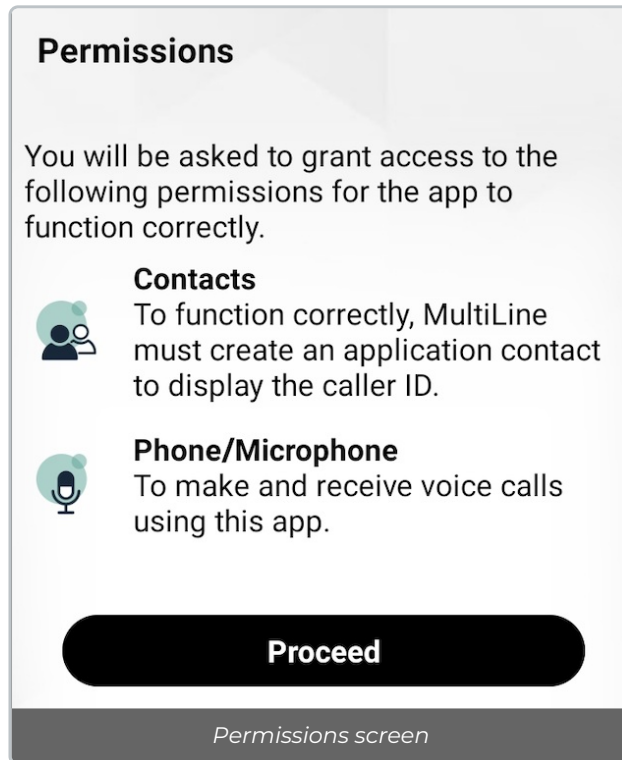 Permissions
You will be asked to grant access to the
following permissions for the app to
function correctly.
Contacts
To function correctly, MultiLine
must create an application contact
to display the caller ID.
Phone/Microphone
To make and receive voice calls
using this app.
Proceed
Permissions screen